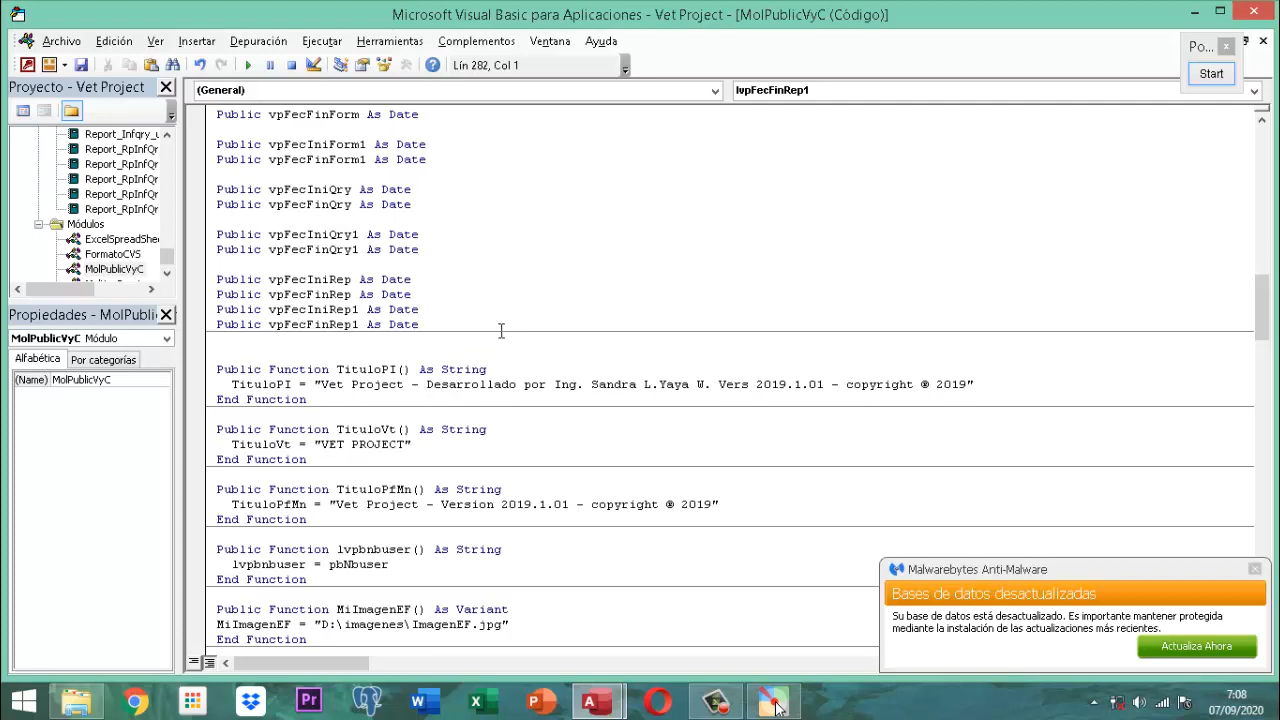 Microsoft Visual Basic para Aplicaciones - Vet Project - [MolPublicVyC (Código)]
Archivo Edición Ver Insertar Depuración Ejecutar Herramientas Complementos Ventana Ayuda
Po...
Start
Lín 282, Col 1
Proyecto - Vet Project
(General)
lvpFecFinRep1
Report_Infqry_u
Report_RpInfQr
Report_RpInfQr
Report_RpInfQr
Report_RpInfQr
Report_RpInfQr
Módulos
ExcelSpreadShe
FormatoCVS
MolPublicVyC
Propiedades - MolPubli
MolPublicVyC Módulo
Alfabética Por categorías
(Name) MolPublicVyC
Public vpFecFinForm As Date
Public vpFecIniForm1 As Date
Public vpFecFinForm1 As Date
Public vpFecIniQry As Date
Public vpFecFinQry As Date
Public vpFecIniQry1 As Date
Public vpFecFinQry1 As Date
Public vpFecIniRep As Date
Public vpFecFinRep As Date
Public vpFecIniRep1 As Date
Public vpFecFinRep1 As Date
Public Function TituloPI() As String
TituloPI = "Vet Project - Desarrollado por Ing. Sandra L.Yaya W. Vers 2019.1.01 - copyright ® 2019"
End Function
Public Function TituloVt() As String
TituloVt = "VET PROJECT"
End Function
Public Function TituloPfMn() As String
TituloPfMn = "Vet Project - Version 2019.1.01 - copyright ® 2019"
End Function
Public Function lvpbnbuser() As String
lvpbnbuser = pbNbuser
End Function
Public Function MiImagenEF() As Variant
MiImagenEF = "D:\imagenes\ImagenEF.jpg"
End Function
Malwarebytes Anti-Malware
Bases de datos desactualizadas
Su base de datos está desactualizado. Es importante mantener protegida
mediante la instalación de las actualizaciones más recientes.
Actualiza Ahora
7:08
07/09/2020